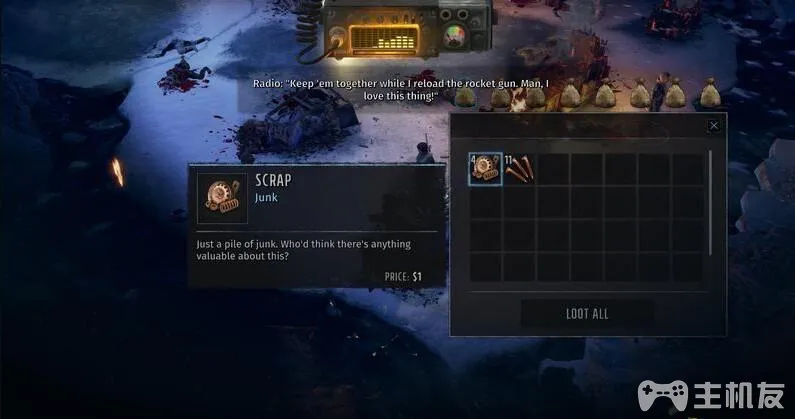 Radio: "Keep 'em together while I reload the rocket gun. Man, I
love this thing!"
SCRAP
Junk
Just a pile of junk. Who'd think there's anything
valuable about this?
PRICE: $1
4
11
LOOT ALL
主机友